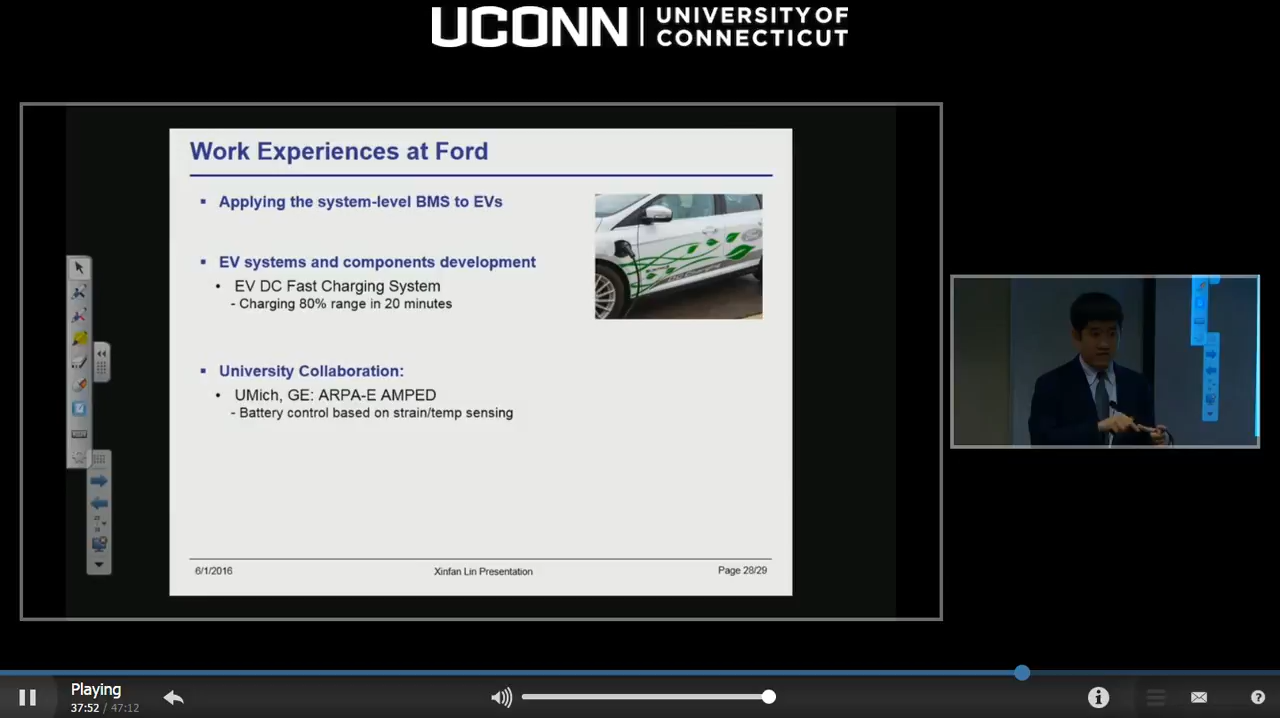 UCONN
UNIVERSITY OF
CONNECTICUT
Work Experiences at Ford
▪ Applying the system-level BMS to EVs
▪ EV systems and components development
• EV DC Fast Charging System
- Charging 80% range in 20 minutes
▪ University Collaboration:
• UMich, GE: ARPA-E AMPED
- Battery control based on strain/temp sensing
6/1/2016
Xinfan Lin Presentation
Page 28/29
Playing
37:52 / 47:12